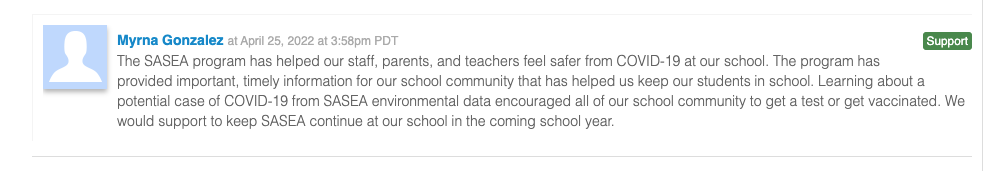 Myrna Gonzalez at April 25, 2022 at 3:58pm PDT
Support
The SASEA program has helped our staff, parents, and teachers feel safer from COVID-19 at our school. The program has
provided important, timely information for our school community that has helped us keep our students in school. Learning about a
potential case of COVID-19 from SASEA environmental data encouraged all of our school community to get a test or get vaccinated. We
would support to keep SASEA continue at our school in the coming school year.